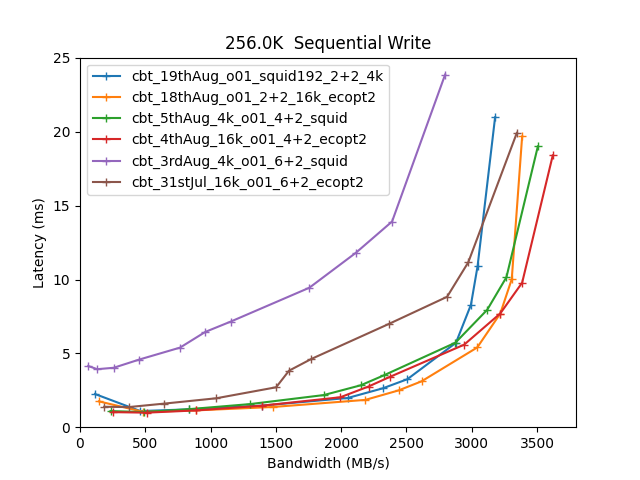 256.0K  Sequential Write
25
20
15
10
5
0
Latency (ms)
cbt_19thAug_o01_squid192_2+2_4k
cbt_18thAug_o01_2+2_16k_ecopt2
cbt_5thAug_4k_o01_4+2_squid
cbt_4thAug_16k_o01_4+2_ecopt2
cbt_3rdAug_4k_o01_6+2_squid
cbt_31stJul_16k_o01_6+2_ecopt2
0 500 1000 1500 2000 2500 3000 3500
Bandwidth (MB/s)